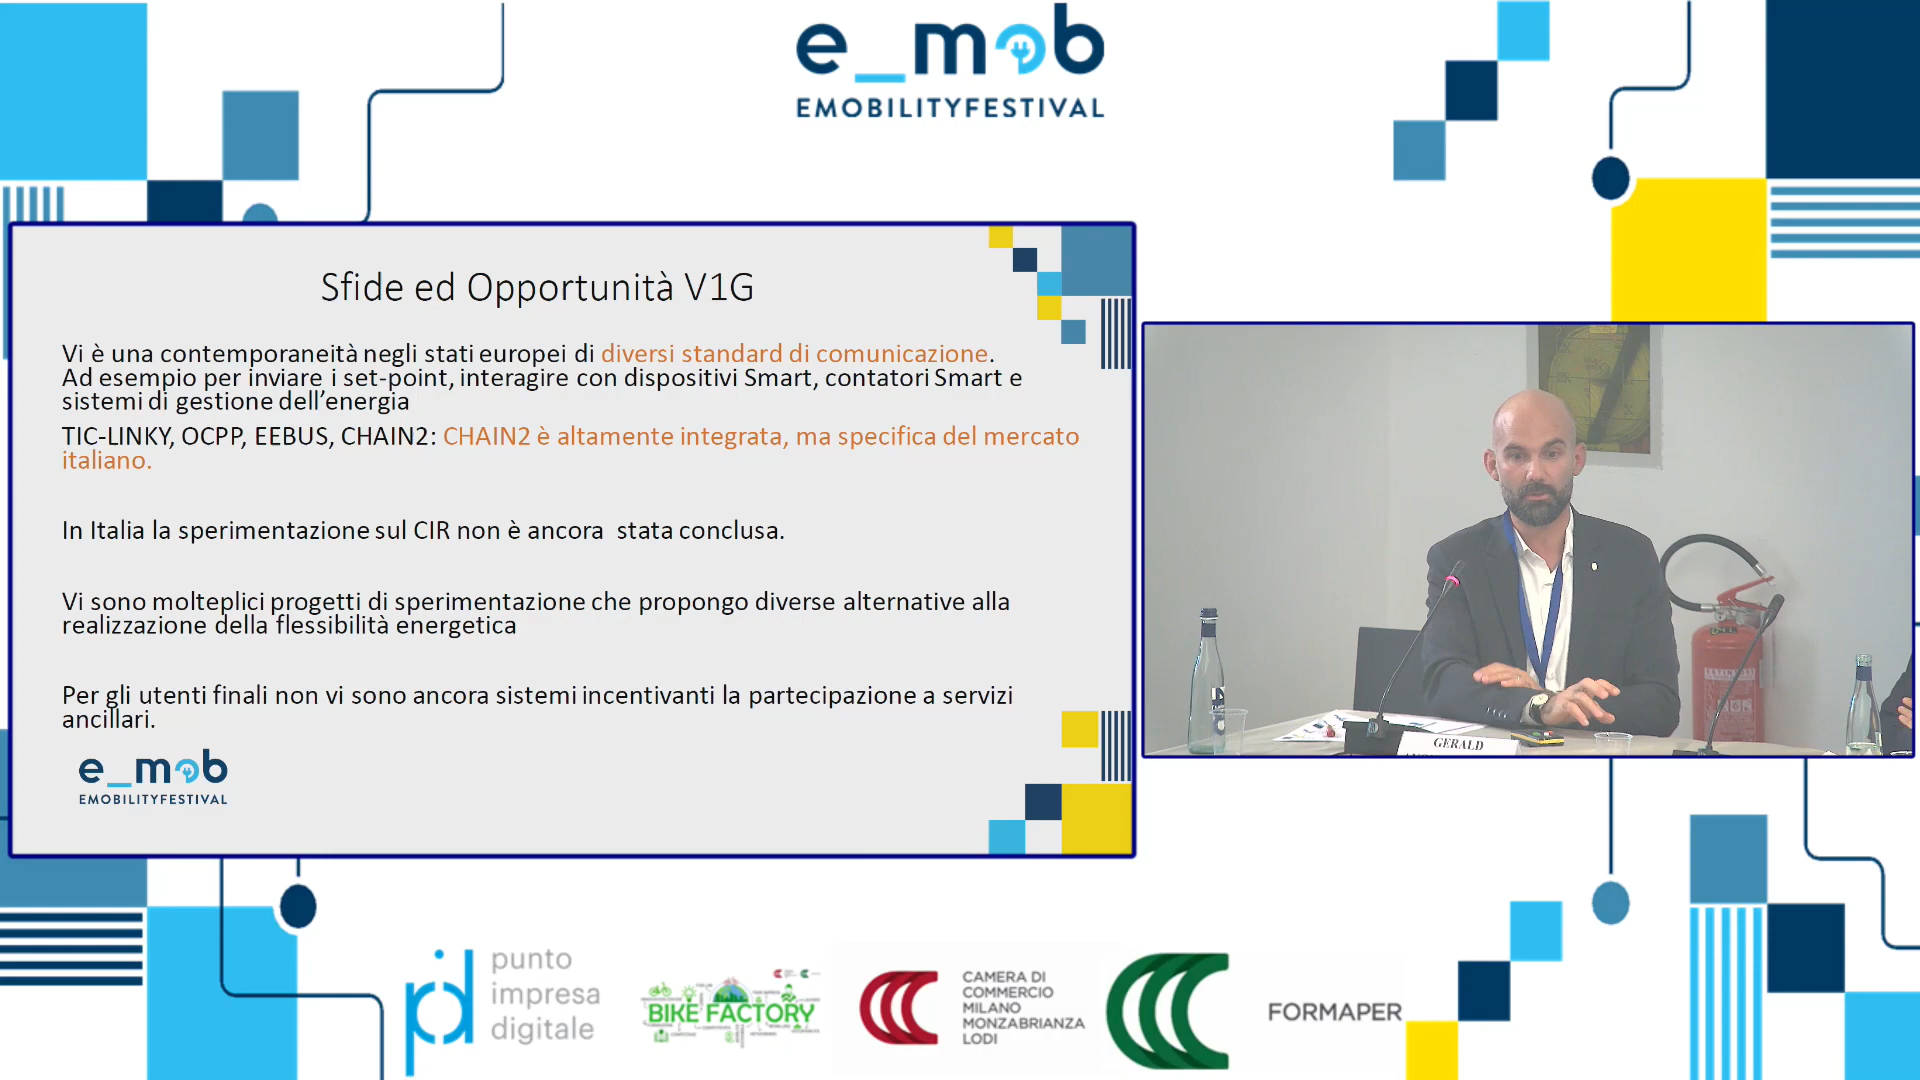 e_mob
EMOBILITYFESTIVAL
Sfide ed Opportunità V1G
Vi è una contemporaneità negli stati europei di diversi standard di comunicazione.
Ad esempio per inviare i set-point, interagire con dispositivi Smart, contatori Smart e
sistemi di gestione dell'energia
TIC-LINKY, OCPP, EEBUS, CHAIN2: CHAIN2 è altamente integrata, ma specifica del mercato
italiano.
In Italia la sperimentazione sul CIR non è ancora stata conclusa.
Vi sono molteplici progetti di sperimentazione che propongo diverse alternative alla
realizzazione della flessibilità energetica
Per gli utenti finali non vi sono ancora sistemi incentivanti la partecipazione a servizi
ancillari.
e_mob
EMOBILITYFESTIVAL
GERALD
punto
impresa
digitale
BIKE FACTORY
CAMERA DI
COMMERCIO
MILANO
MONZABRIANZA
LODI
FORMAPER